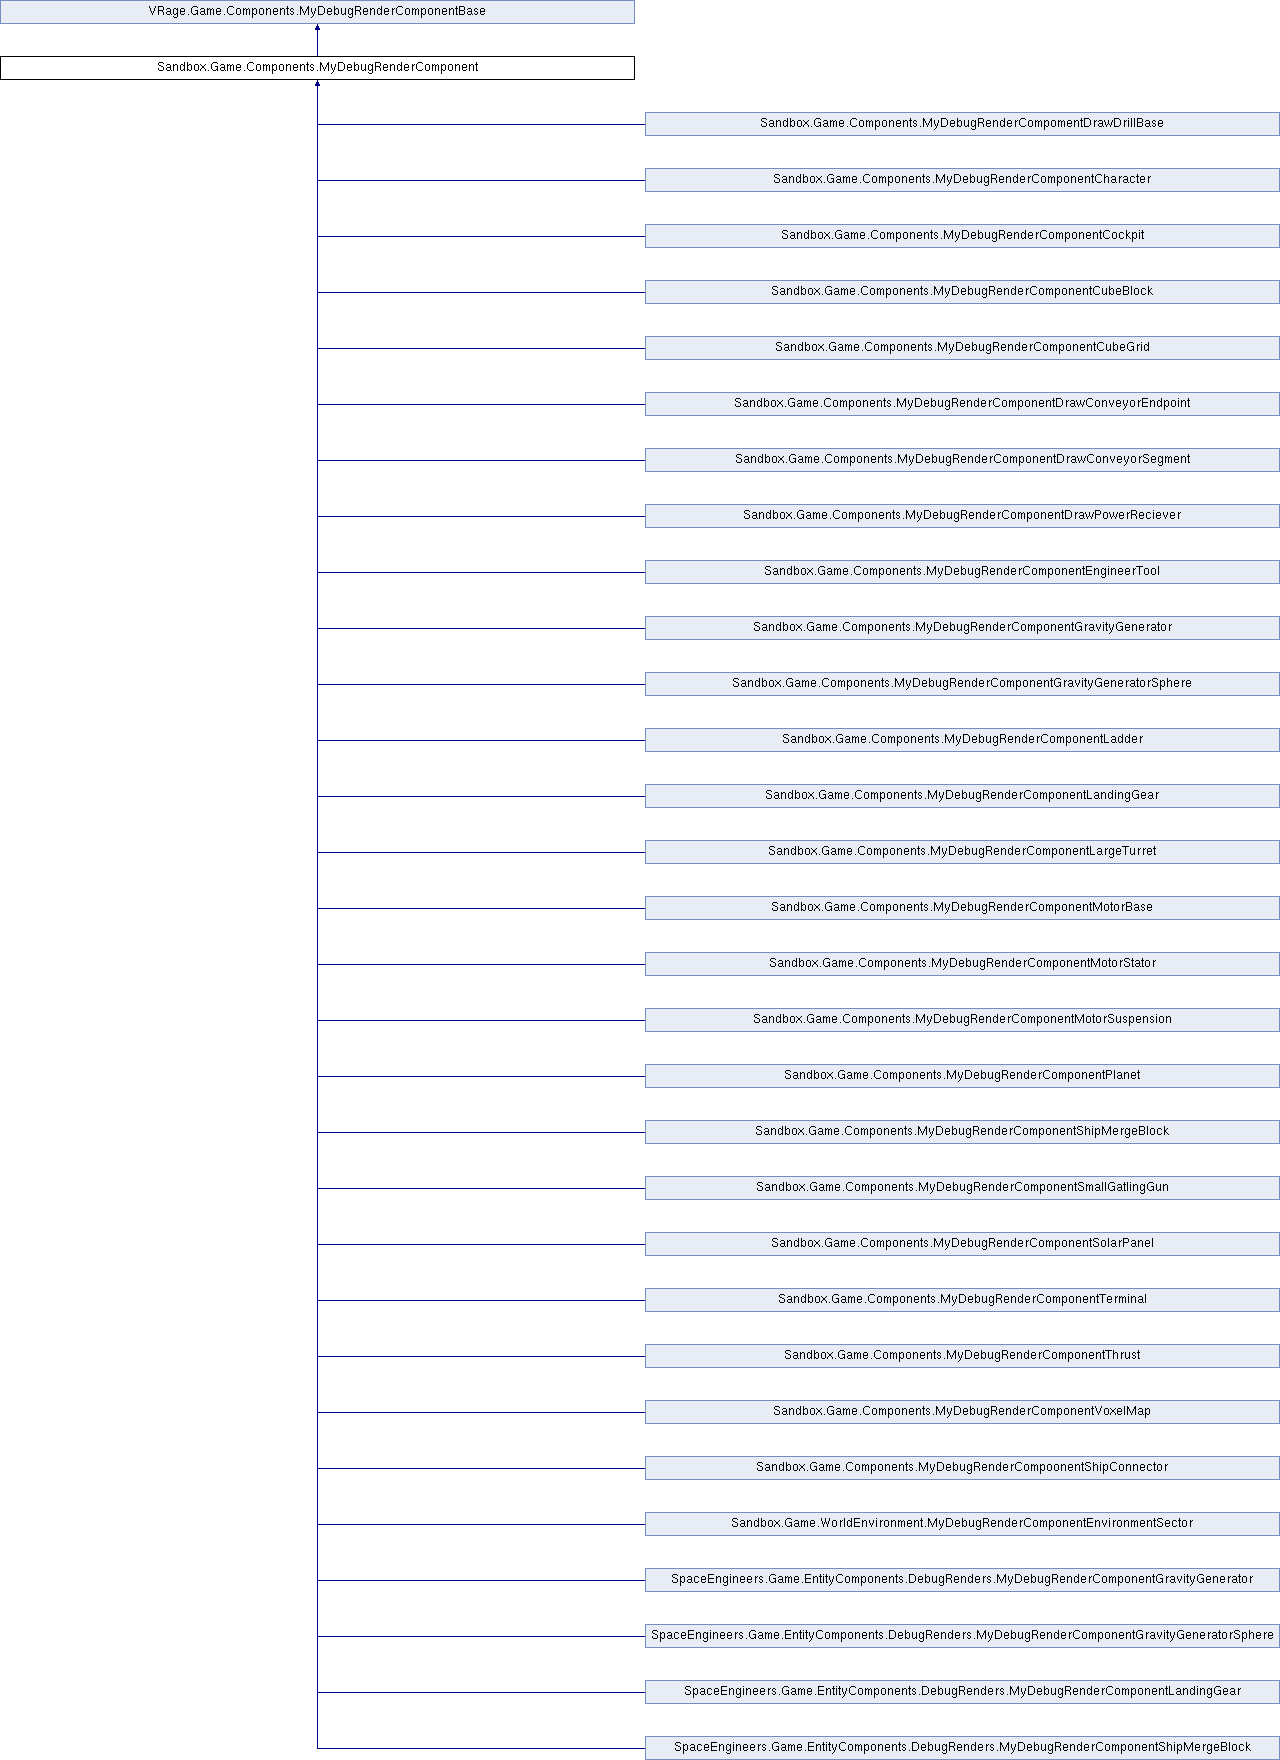 VRage.Game.Components.MyDebugRenderComponentBase
Sandbox.Game.Components.MyDebugRenderComponent
Sandbox.Game.Components.MyDebugRenderCompomentDrawDrillBase
Sandbox.Game.Components.MyDebugRenderComponentCharacter
Sandbox.Game.Components.MyDebugRenderComponentCockpit
Sandbox.Game.Components.MyDebugRenderComponentCubeBlock
Sandbox.Game.Components.MyDebugRenderComponentCubeGrid
Sandbox.Game.Components.MyDebugRenderComponentDrawConveyorEndpoint
Sandbox.Game.Components.MyDebugRenderComponentDrawConveyorSegment
Sandbox.Game.Components.MyDebugRenderComponentDrawPowerReciever
Sandbox.Game.Components.MyDebugRenderComponentEngineerTool
Sandbox.Game.Components.MyDebugRenderComponentGravityGenerator
Sandbox.Game.Components.MyDebugRenderComponentGravityGeneratorSphere
Sandbox.Game.Components.MyDebugRenderComponentLadder
Sandbox.Game.Components.MyDebugRenderComponentLandingGear
Sandbox.Game.Components.MyDebugRenderComponentLargeTurret
Sandbox.Game.Components.MyDebugRenderComponentMotorBase
Sandbox.Game.Components.MyDebugRenderComponentMotorStator
Sandbox.Game.Components.MyDebugRenderComponentMotorSuspension
Sandbox.Game.Components.MyDebugRenderComponentPlanet
Sandbox.Game.Components.MyDebugRenderComponentShipMergeBlock
Sandbox.Game.Components.MyDebugRenderComponentSmallGatlingGun
Sandbox.Game.Components.MyDebugRenderComponentSolarPanel
Sandbox.Game.Components.MyDebugRenderComponentTerminal
Sandbox.Game.Components.MyDebugRenderComponentThrust
Sandbox.Game.Components.MyDebugRenderComponentVoxelMap
Sandbox.Game.Components.MyDebugRenderCompoonentShipConnector
Sandbox.Game.WorldEnvironment.MyDebugRenderComponentEnvironmentSector
SpaceEngineers.Game.EntityComponents.DebugRenders.MyDebugRenderComponentGravityGenerator
SpaceEngineers.Game.EntityComponents.DebugRenders.MyDebugRenderComponentGravityGeneratorSphere
SpaceEngineers.Game.EntityComponents.DebugRenders.MyDebugRenderComponentLandingGear
SpaceEngineers.Game.EntityComponents.DebugRenders.MyDebugRenderComponentShipMergeBlock